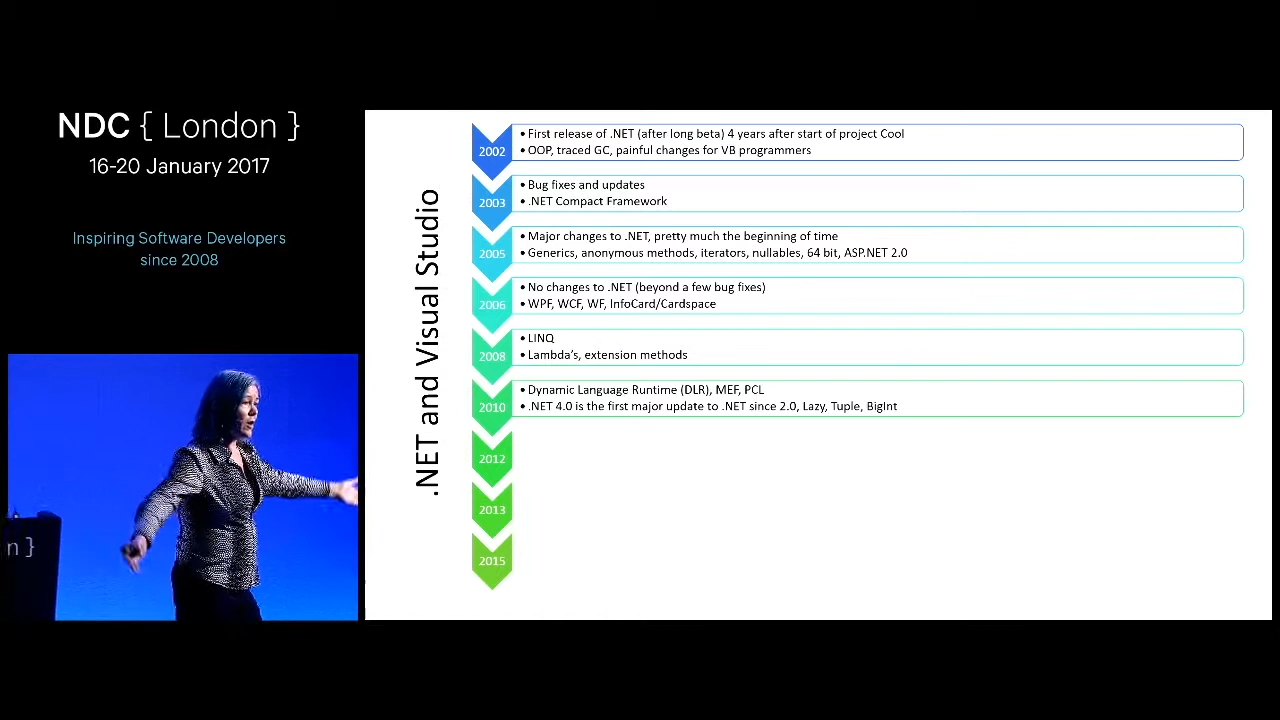 NDC { London }
16-20 January 2017
Inspiring Software Developers
since 2008
n }
.NET and Visual Studio
2002
• First release of .NET (after long beta) 4 years after start of project Cool
• OOP, traced GC, painful changes for VB programmers
2003
• Bug fixes and updates
• .NET Compact Framework
2005
• Major changes to .NET, pretty much the beginning of time
• Generics, anonymous methods, iterators, nullables, 64 bit, ASP.NET 2.0
2006
• No changes to .NET (beyond a few bug fixes)
• WPF, WCF, WF, InfoCard/Cardspace
2008
• LINQ
• Lambda's, extension methods
2010
• Dynamic Language Runtime (DLR), MEF, PCL
• .NET 4.0 is the first major update to .NET since 2.0, Lazy, Tuple, BigInt
2012
2013
2015